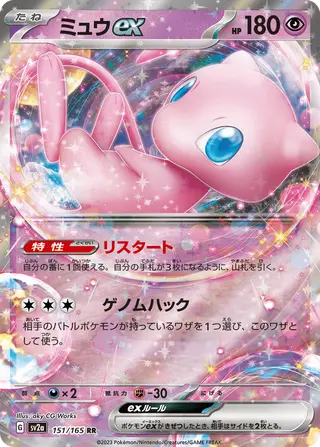 たね ミュウex HP 180
特性 リスタート
自分の番に1回使える。自分の手札が3枚になるように、山札を引く。
ゲノムハック
相手のバトルポケモンが持っているワザを1つ選び、このワザとして使う。
弱点 ×2 抵抗力 -30 にげる
exルール
ポケモンexがきぜつしたとき、相手はサイドを2枚とる。
Illus. aky CG Works
G sv2a 151/165 RR
©2023 Pokémon/Nintendo/Creatures/GAME FREAK.